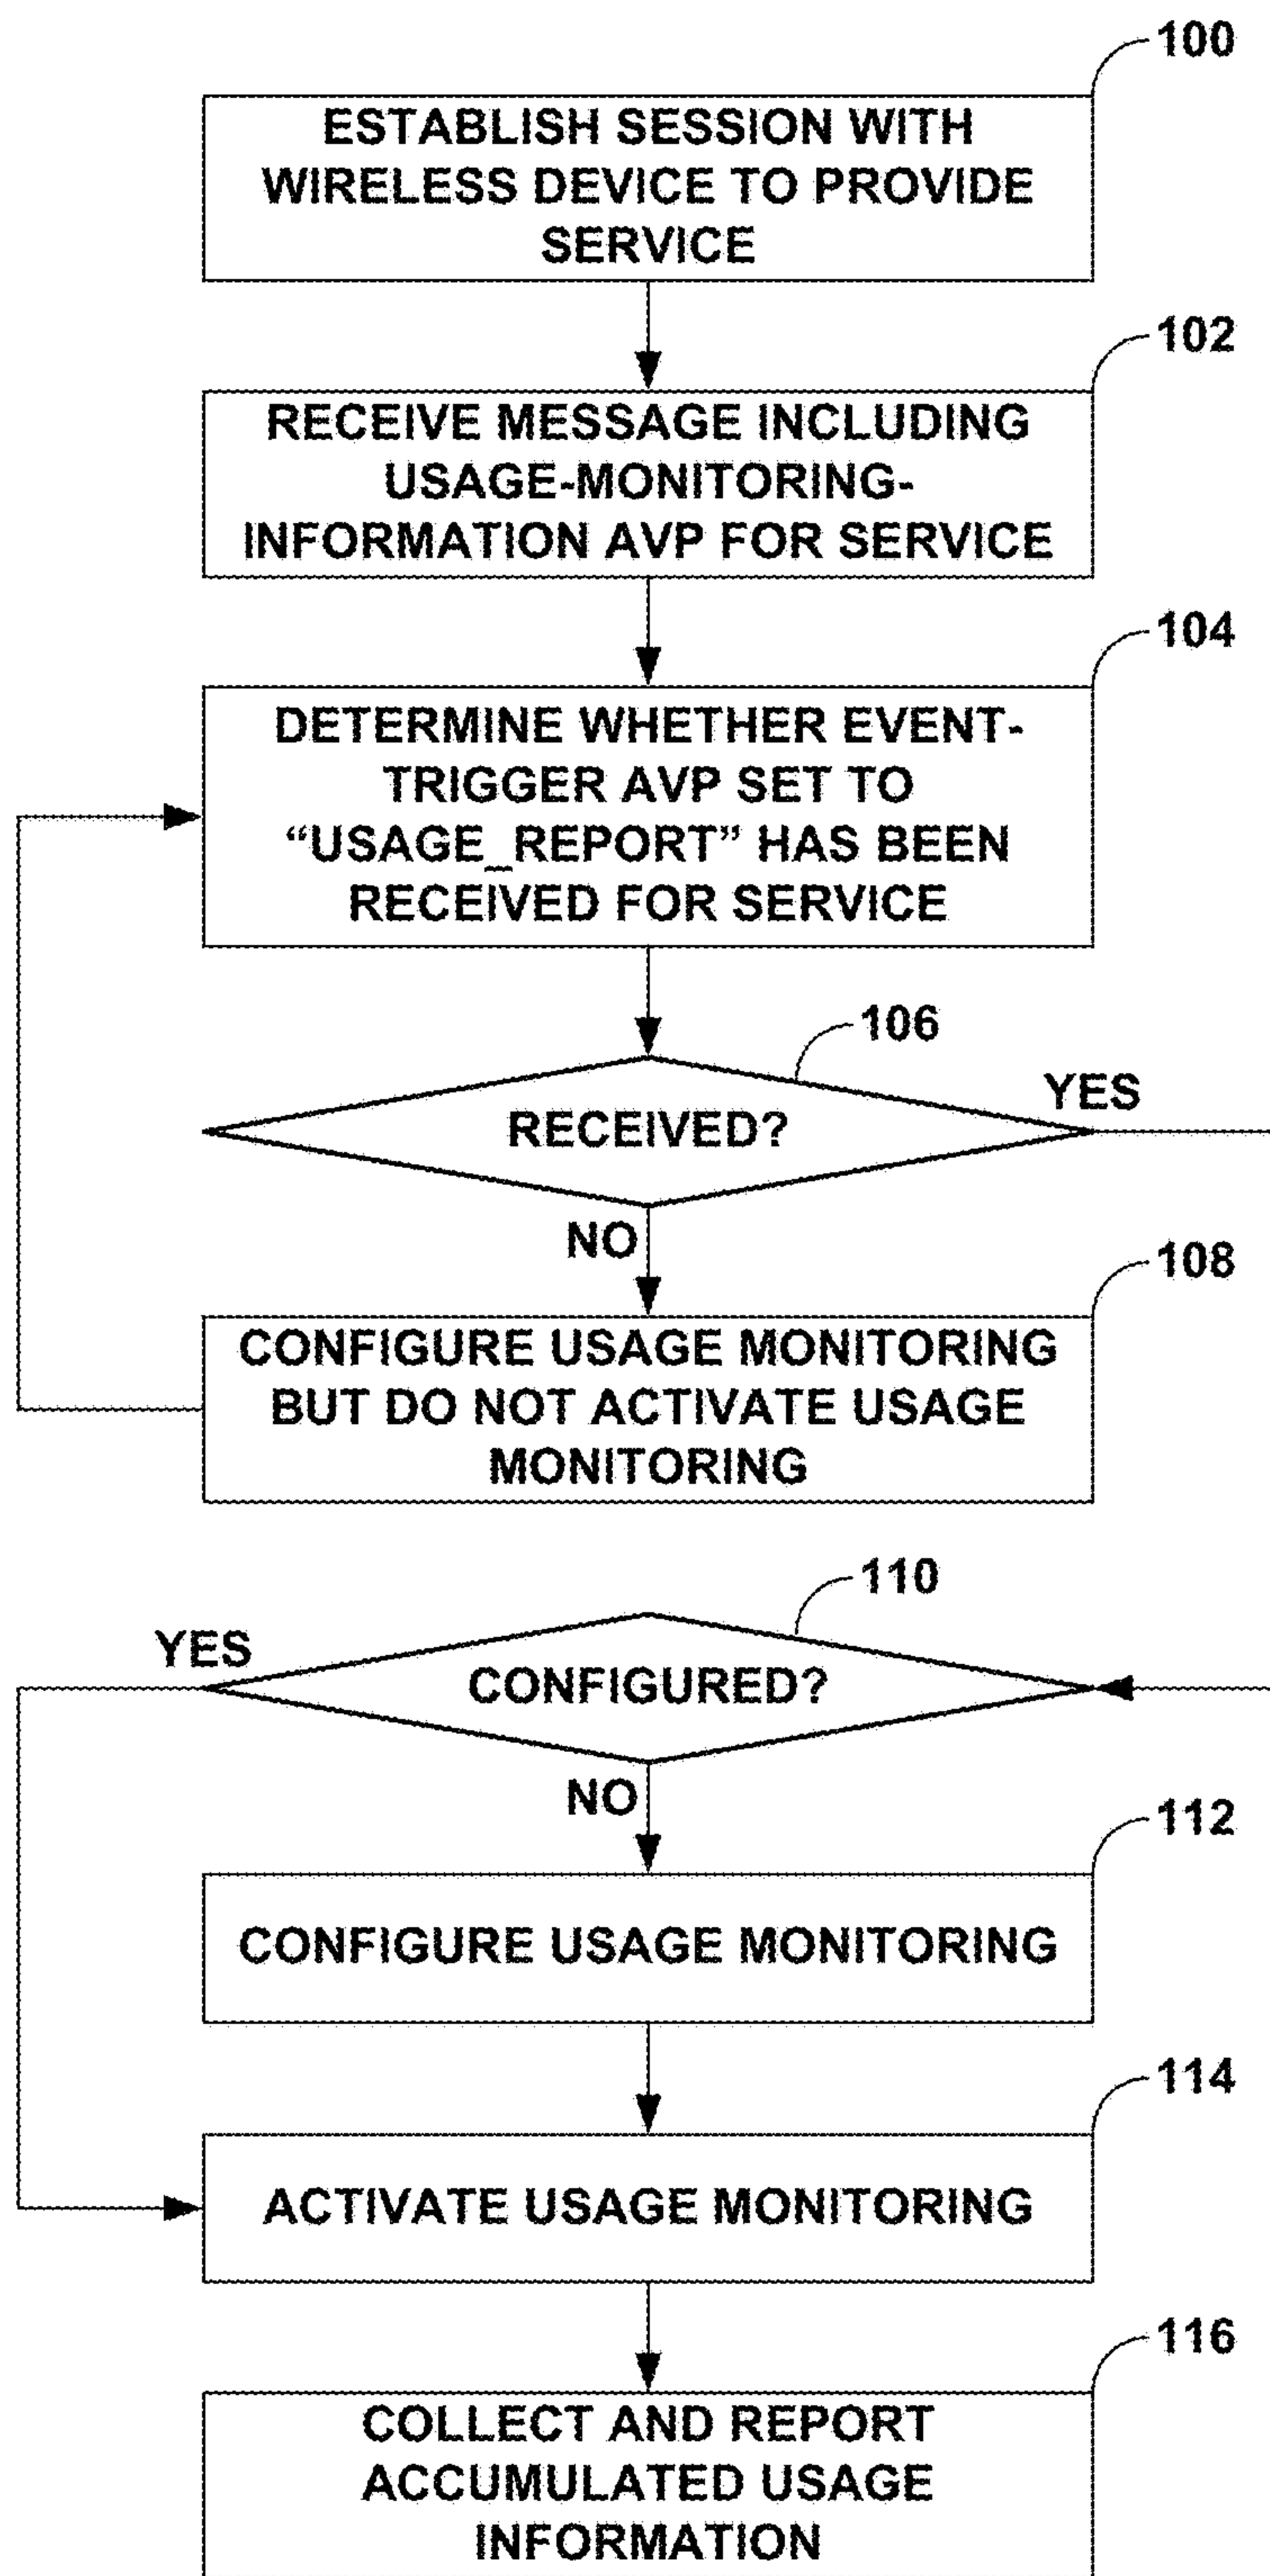 100
ESTABLISH SESSION WITH
WIRELESS DEVICE TO PROVIDE
SERVICE
102
RECEIVE MESSAGE INCLUDING
USAGE-MONITORING-
INFORMATION AVP FOR SERVICE
104
DETERMINE WHETHER EVENT-
TRIGGER AVP SET TO
“USAGE_REPORT” HAS BEEN
RECEIVED FOR SERVICE
106
RECEIVED?
YES
NO
108
CONFIGURE USAGE MONITORING
BUT DO NOT ACTIVATE USAGE
MONITORING
110
YES
CONFIGURED?
NO
112
CONFIGURE USAGE MONITORING
114
ACTIVATE USAGE MONITORING
116
COLLECT AND REPORT
ACCUMULATED USAGE
INFORMATION